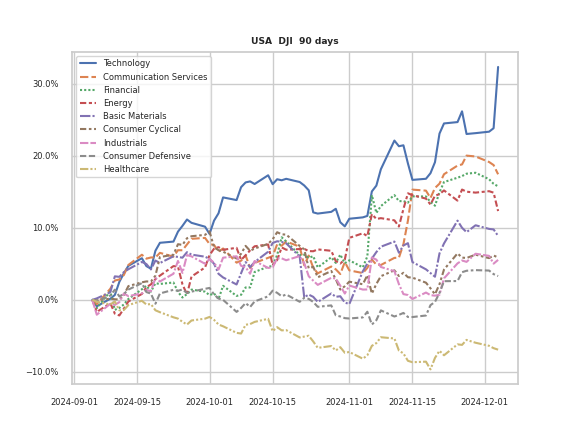 USA DJI 90 days
Technology
Communication Services
Financial
Energy
Basic Materials
Consumer Cyclical
Industrials
Consumer Defensive
Healthcare
30.0%
20.0%
10.0%
0.0%
−10.0%
2024-09-01 2024-09-15 2024-10-01 2024-10-15 2024-11-01 2024-11-15 2024-12-01